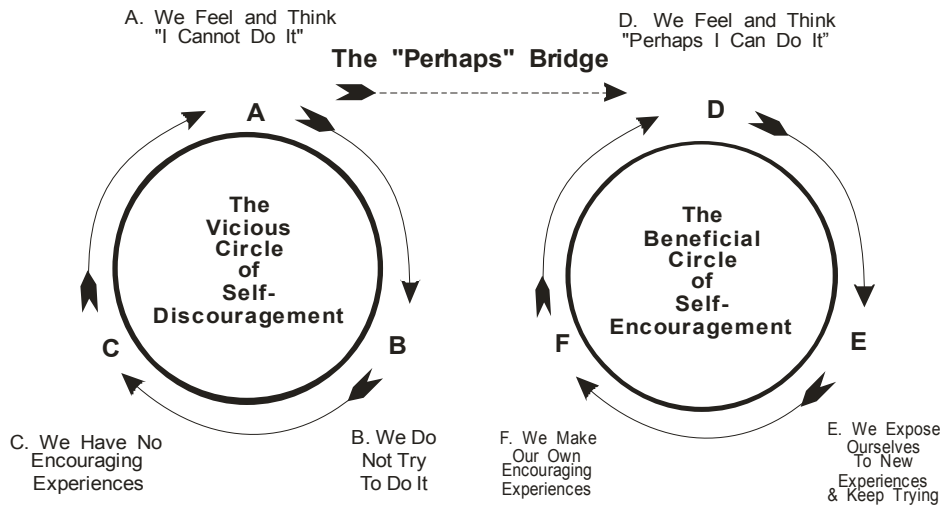 A. We Feel and Think
"I Cannot Do It"
D. We Feel and Think
"Perhaps I Can Do It”
The "Perhaps" Bridge
A
D
The
Vicious
Circle
of
Self-
Discouragement
The
Beneficial
Circle
of
Self-
Encouragement
C
B
F
E
C. We Have No
Encouraging
Experiences
B. We Do
Not Try
To Do It
F. We Make
Our Own
Encouraging
Experiences
E. We Expose
Ourselves
To New
Experiences
& Keep Trying